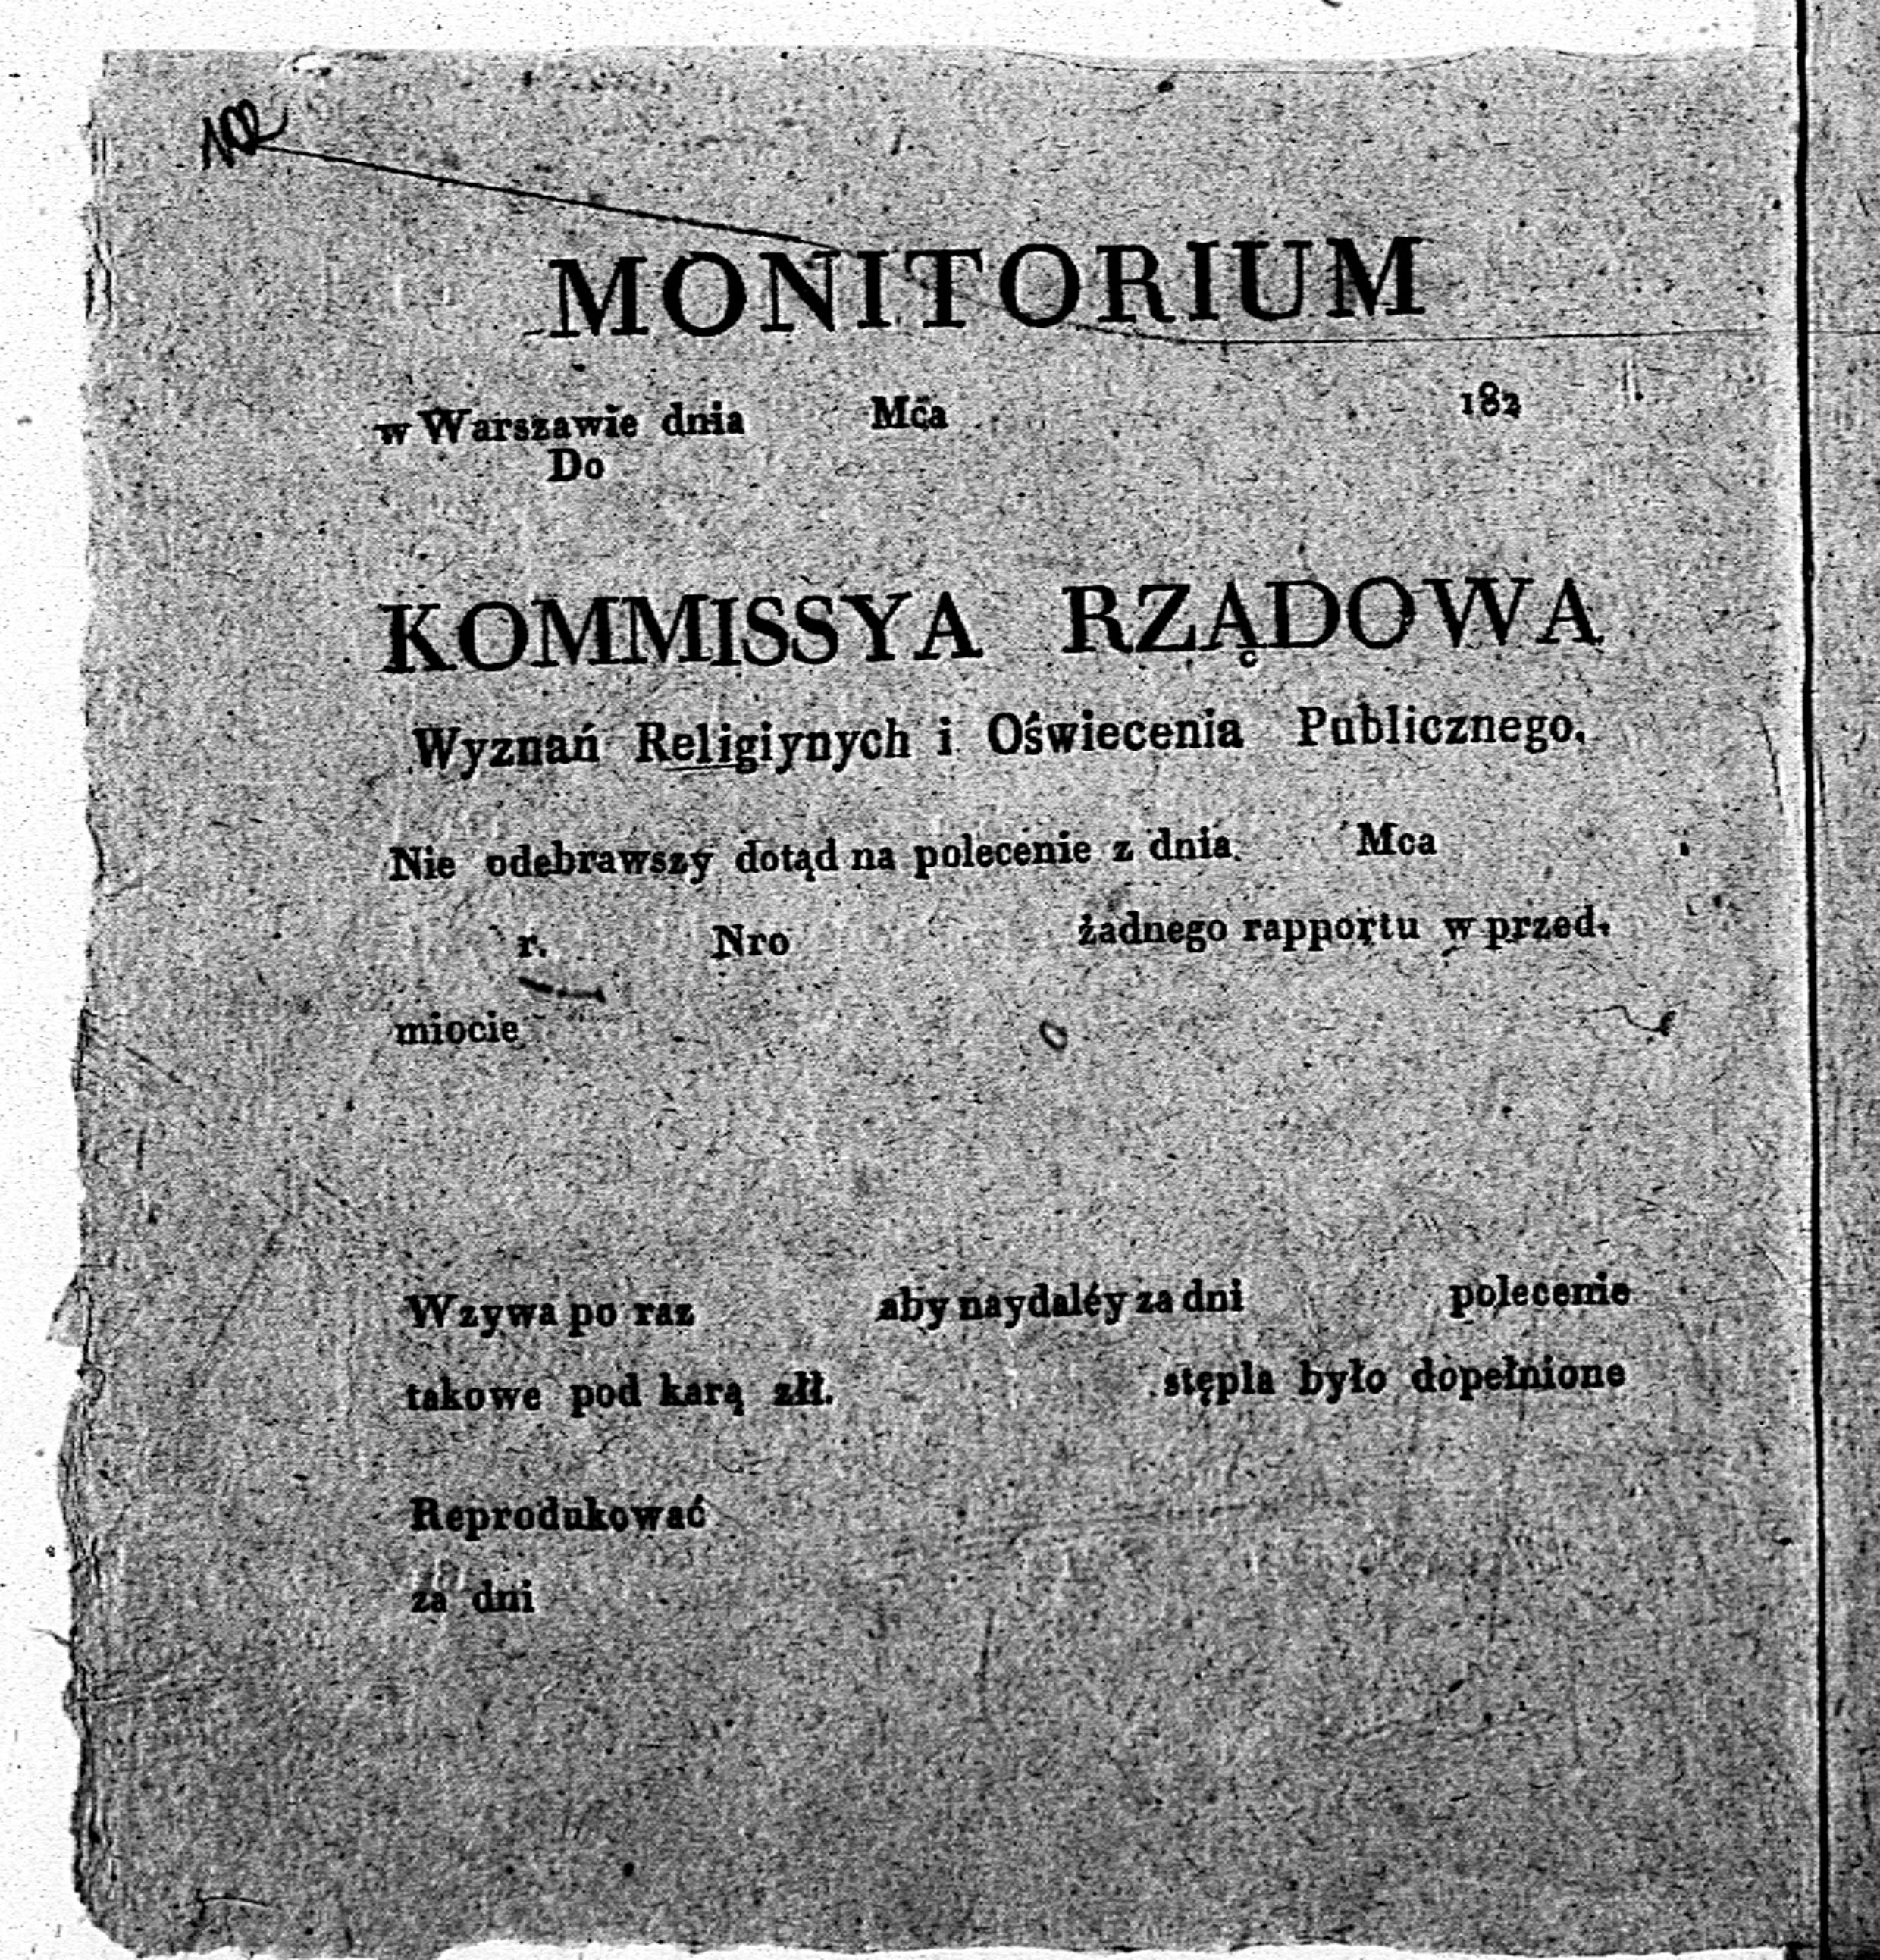 102
MONITORIUM
w Warszawie dnia Mca 182
Do
KOMMISSYA RZĄDOWA
Wyznań Religiynych i Oświecenia Publicznego.
Nie odebrawszy dotąd na polecenie z dnia Mca
r. Nro żadnego rapportu w przed-
miocie
Wzywa po raz aby naydaléy za dni polecenie
takowe pod karą złł. stępla było dopełnione
Reprodukować
za dni